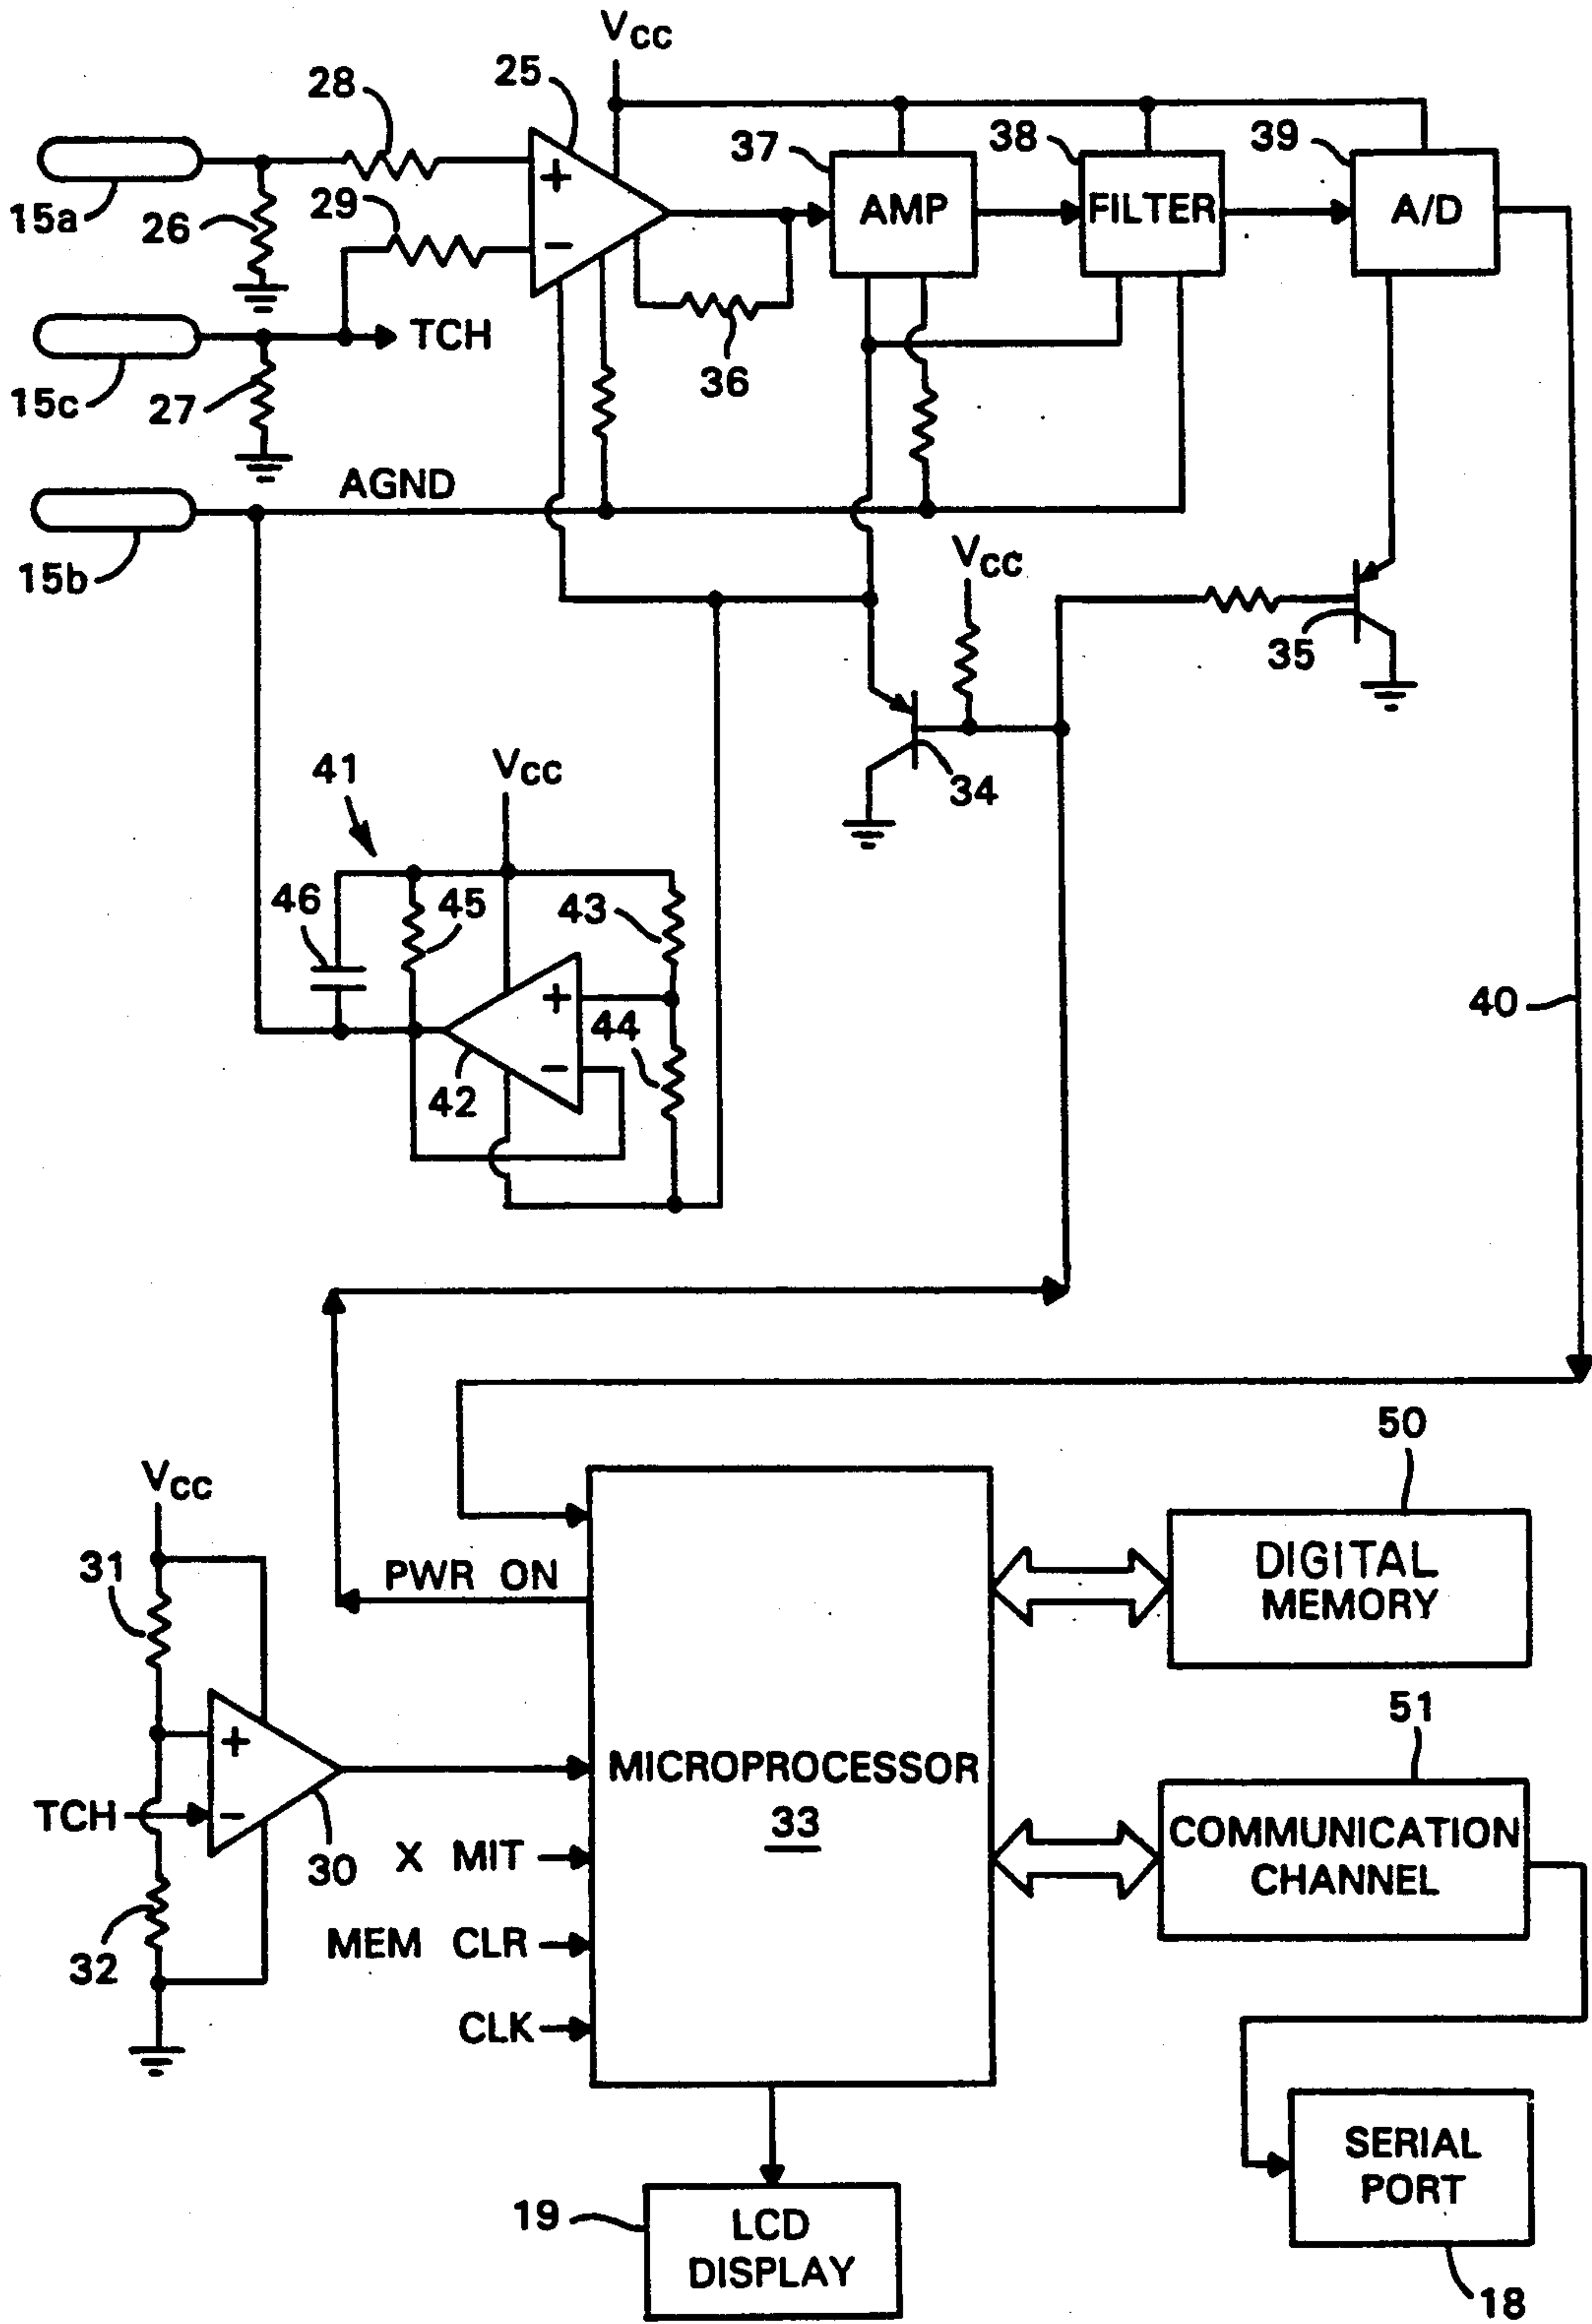 VCC
25
28
37
38
39
15a
26
29
+
-
AMP
FILTER
A/D
TCH
36
15c
27
AGND
15b
VCC
35
34
41
VCC
46
45
43
+
44
-
42
40
50
VCC
31
PWR ON
DIGITAL
MEMORY
51
+
TCH
-
30
MICROPROCESSOR
33
COMMUNICATION
CHANNEL
X MIT
32
MEM CLR
CLK
SERIAL
PORT
19
LCD
DISPLAY
18